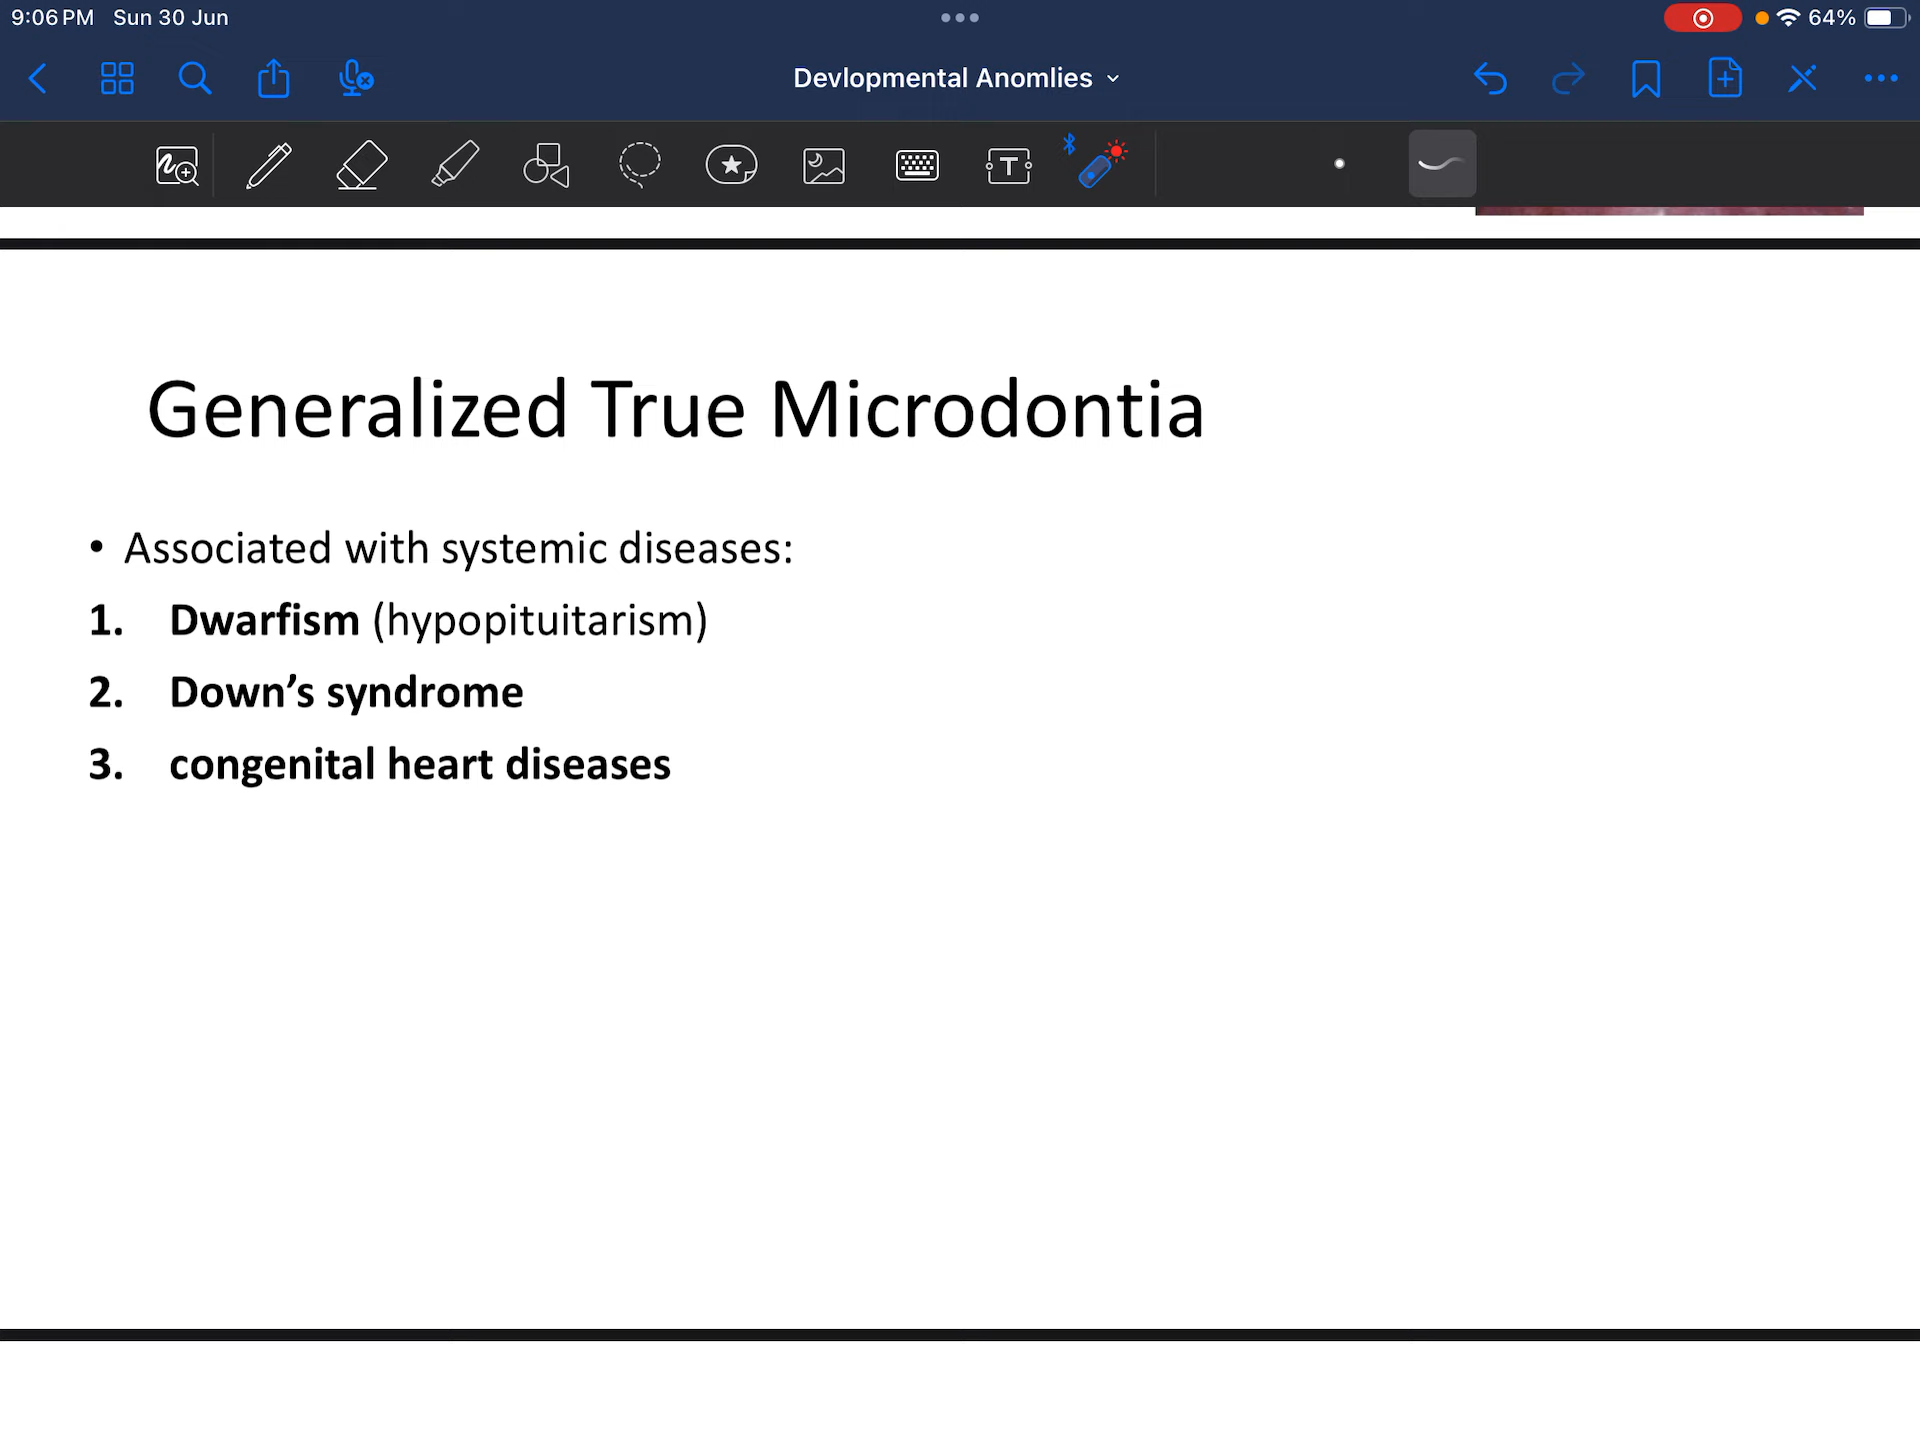 9:06 PM Sun 30 Jun
64%
Devlopmental Anomlies
T
Generalized True Microdontia
• Associated with systemic diseases:
1. Dwarfism (hypopituitarism)
2. Down’s syndrome
3. congenital heart diseases